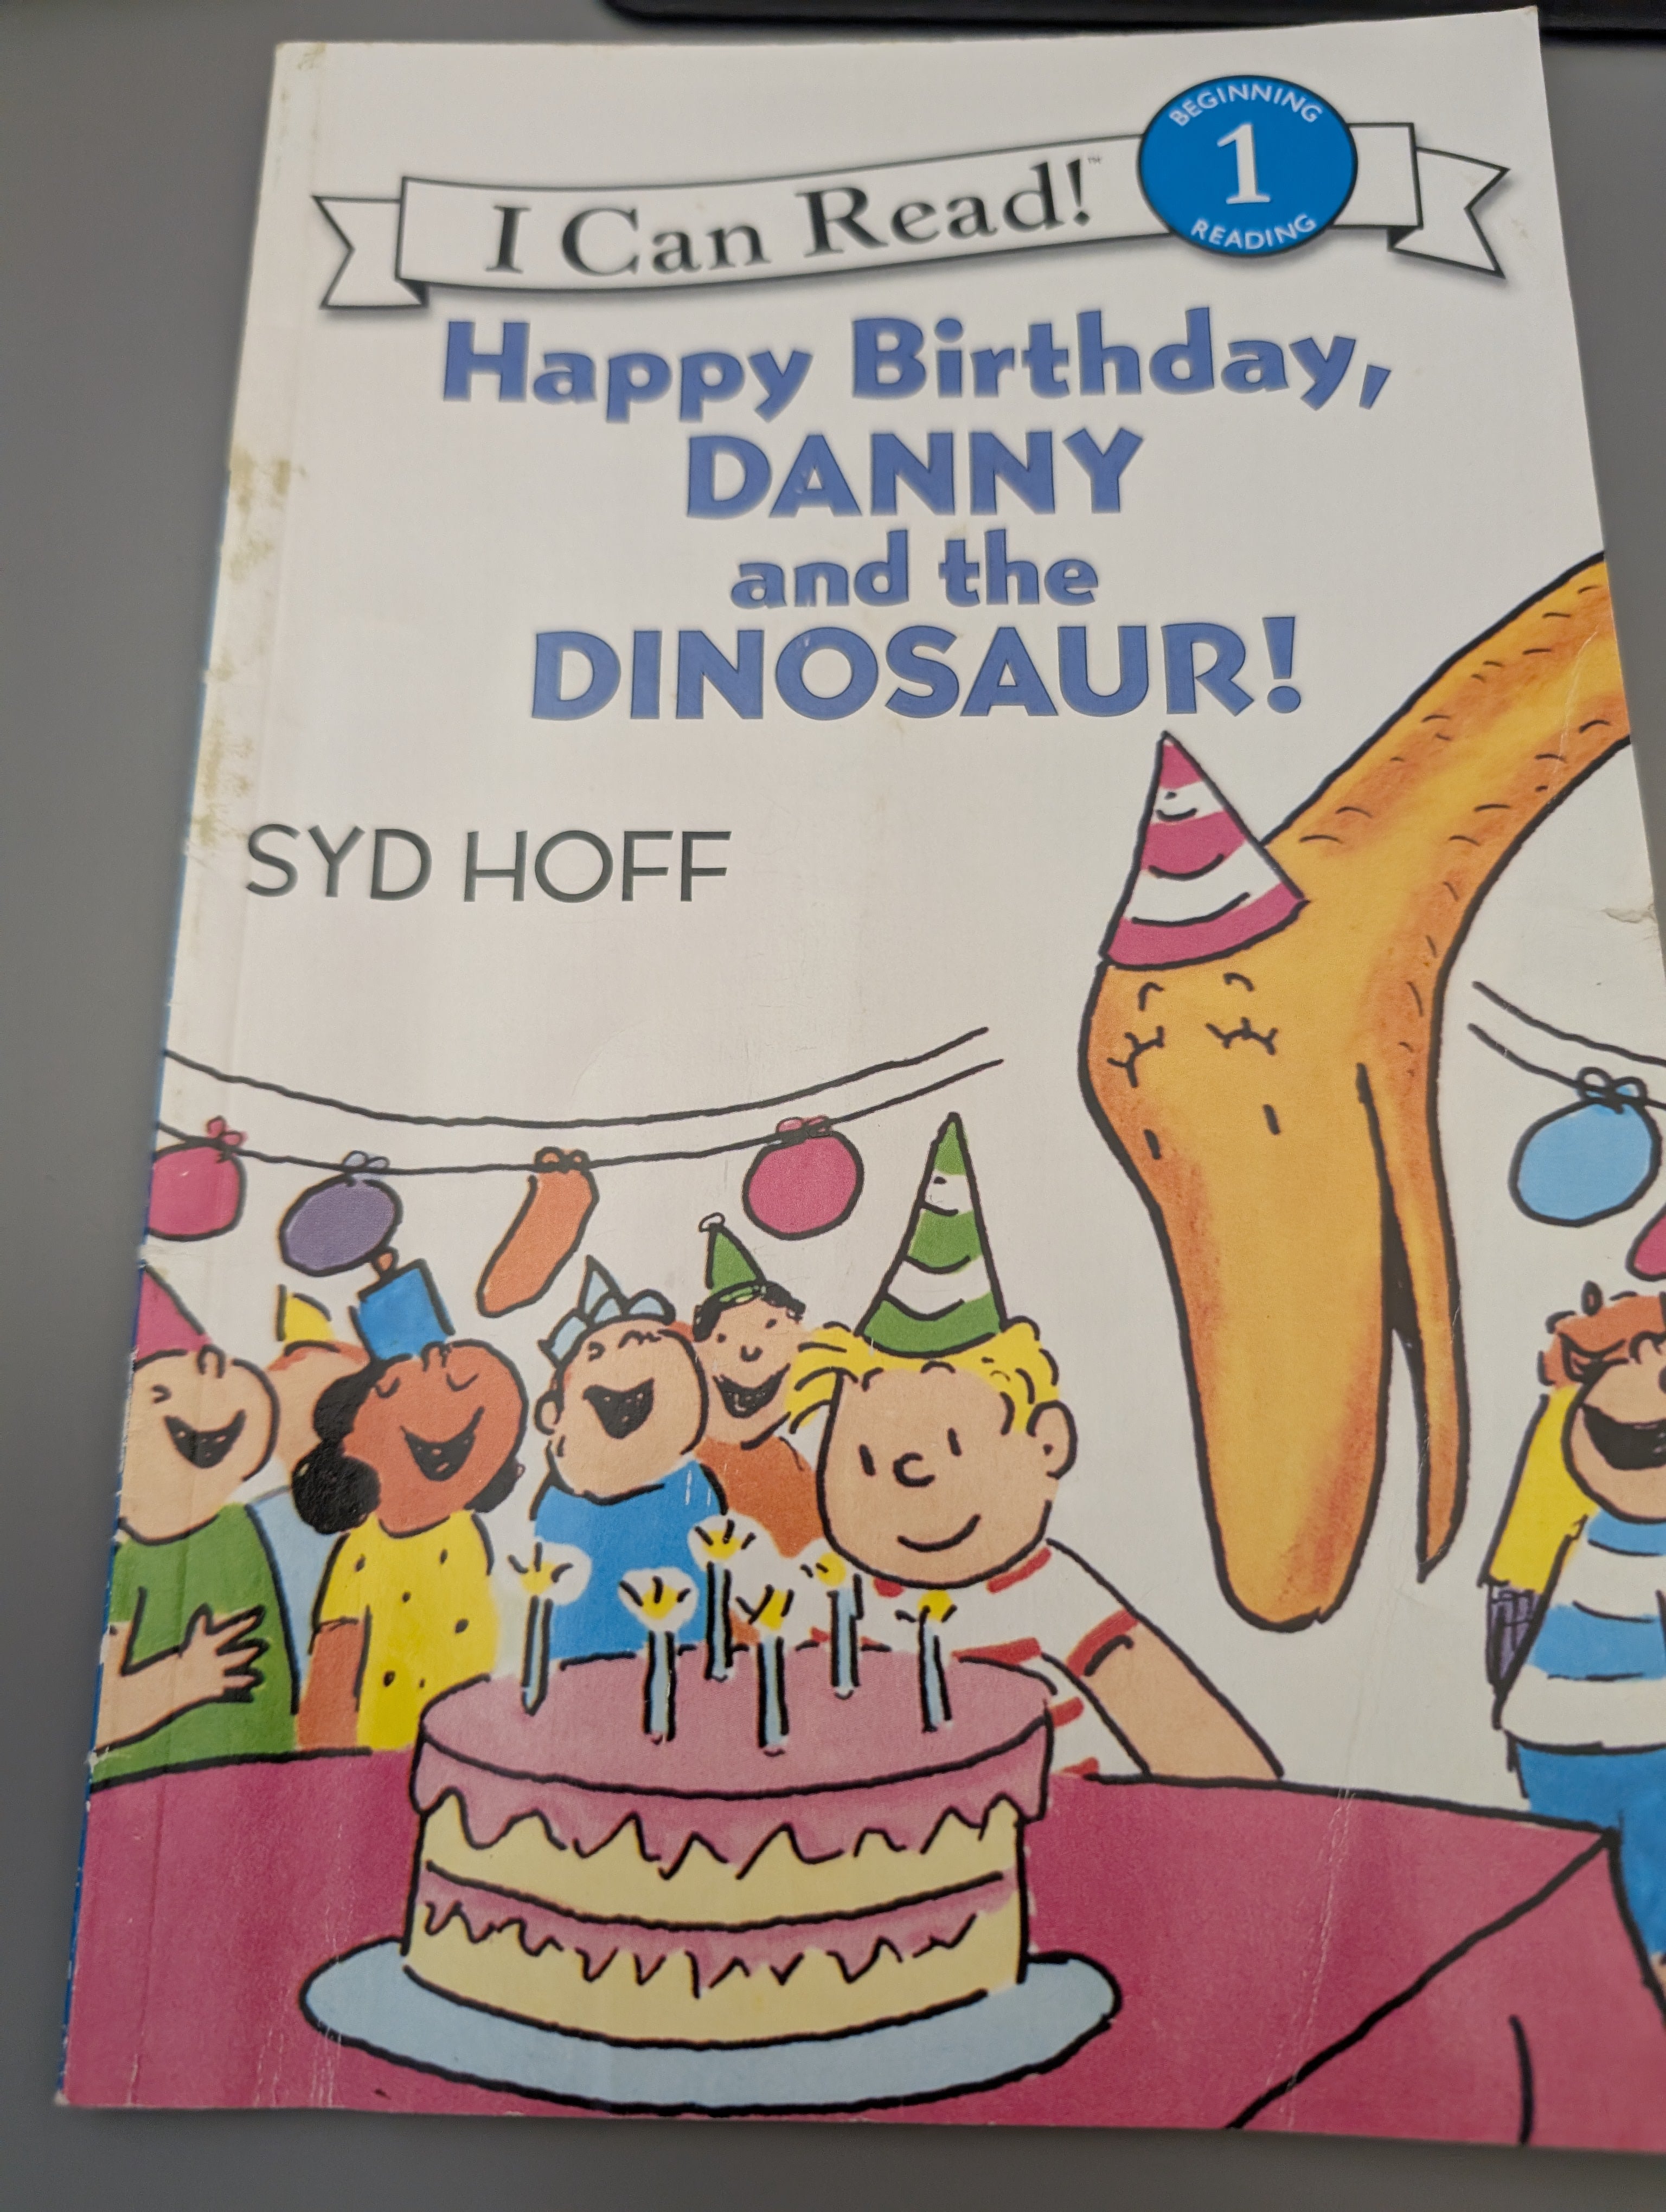 I Can Read!™
BEGINNING
1
READING
Happy Birthday,
DANNY
and the
DINOSAUR!
SYD HOFF